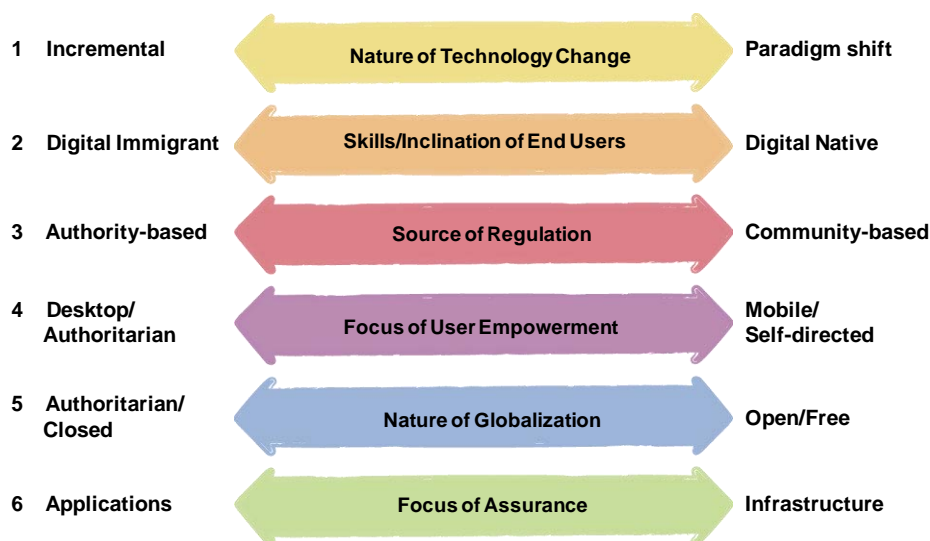 1 Incremental Nature of Technology Change Paradigm shift
2 Digital Immigrant Skills/Inclination of End Users Digital Native
3 Authority-based Source of Regulation Community-based
4 Desktop/ Mobile/
Authoritarian Focus of User Empowerment Self-directed
5 Authoritarian/
Closed Nature of Globalization Open/Free
6 Applications Focus of Assurance Infrastructure